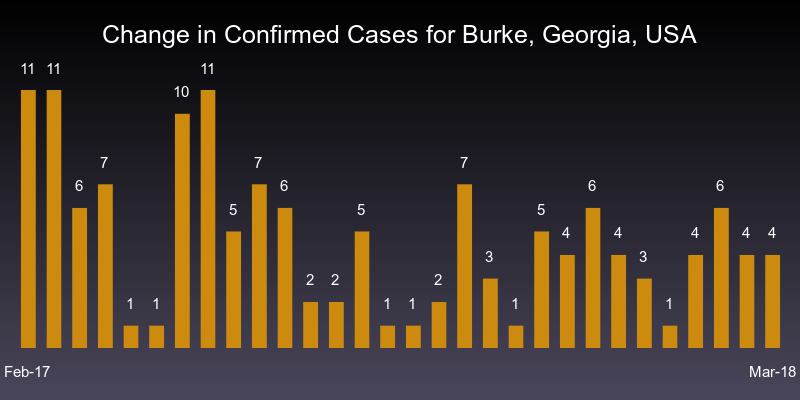 Change in Confirmed Cases for Burke, Georgia, USA
11 11 6 7 1 1 10 11 5 7 6 2 2 5 1 1 2 7 3 1 5 4 6 4 3 1 4 6 4 4
Feb-17 Mar-18